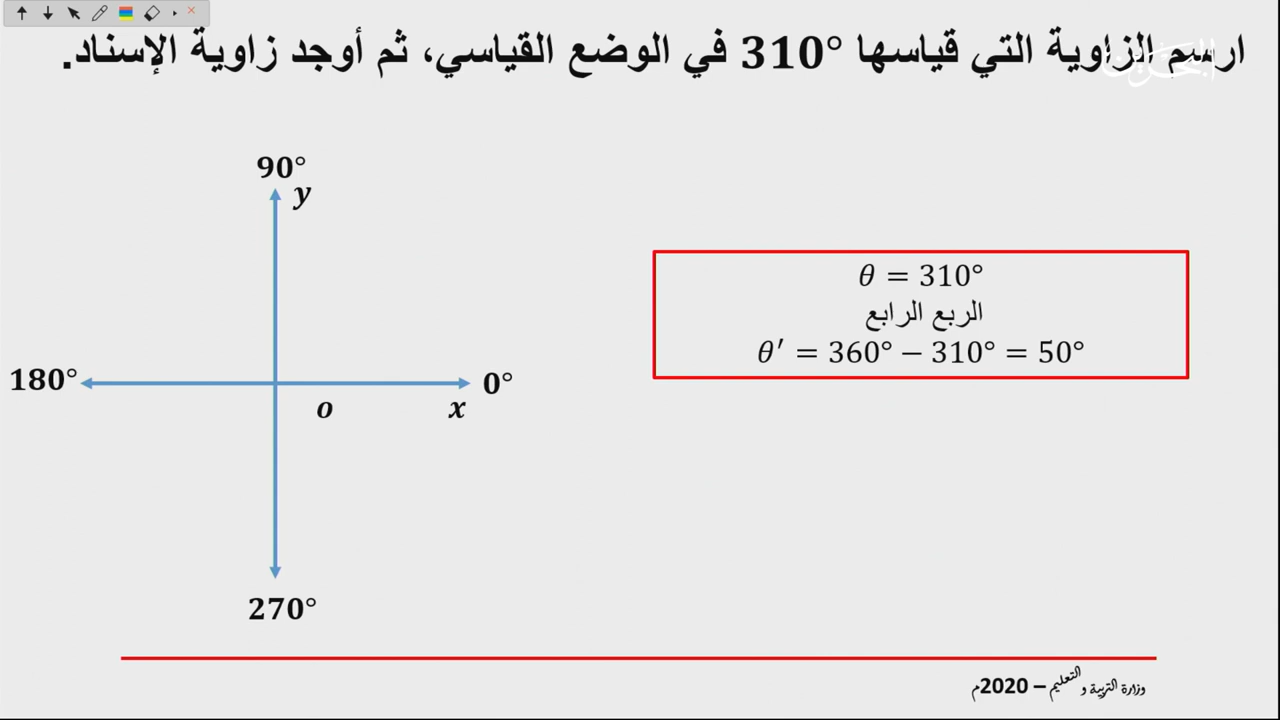 ارسم الزاوية التي قياسها 310° في الوضع القياسي، ثم أوجد زاوية الإسناد.
البحرين
90°
y
θ = 310°
الربع الرابع
θ′ = 360° − 310° = 50°
180°
0°
o
x
270°
وزارة التربية و التعليم – 2020م